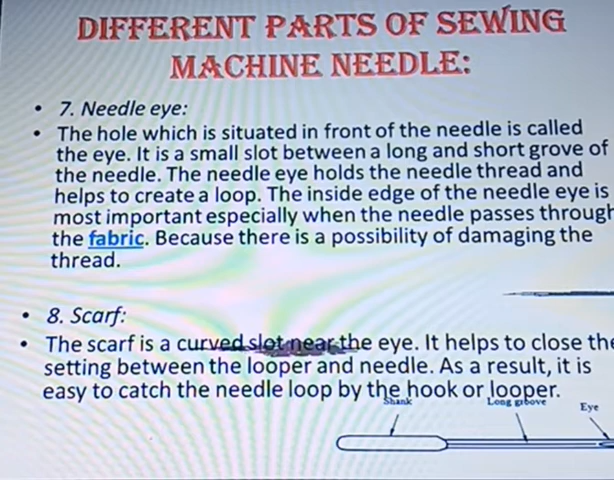 DIFFERENT PARTS OF SEWING
MACHINE NEEDLE:
• 7. Needle eye:
• The hole which is situated in front of the needle is called
the eye. It is a small slot between a long and short grove of
the needle. The needle eye holds the needle thread and
helps to create a loop. The inside edge of the needle eye is
most important especially when the needle passes through
the fabric. Because there is a possibility of damaging the
thread.
• 8. Scarf:
• The scarf is a curved slot near the eye. It helps to close the
setting between the looper and needle. As a result, it is
easy to catch the needle loop by the hook or looper.
Shank Long groove Eye